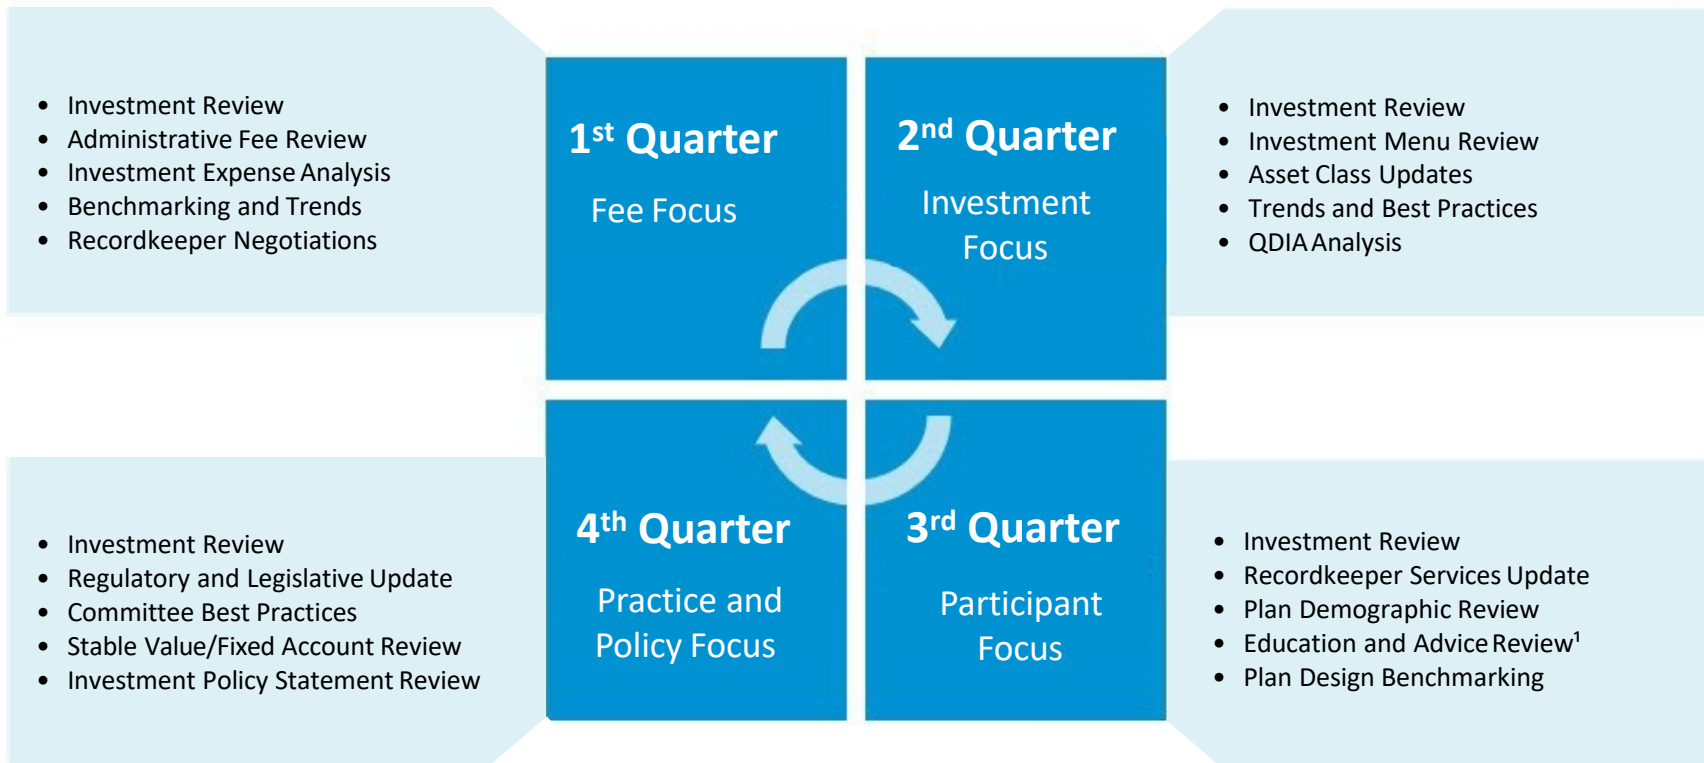 • Investment Review
• Administrative Fee Review
• Investment Expense Analysis
• Benchmarking and Trends
• Recordkeeper Negotiations
1st Quarter
Fee Focus
2nd Quarter
Investment
Focus
• Investment Review
• Investment Menu Review
• Asset Class Updates
• Trends and Best Practices
• QDIA Analysis
• Investment Review
• Regulatory and Legislative Update
• Committee Best Practices
• Stable Value/Fixed Account Review
• Investment Policy Statement Review
4th Quarter
Practice and
Policy Focus
3rd Quarter
Participant
Focus
• Investment Review
• Recordkeeper Services Update
• Plan Demographic Review
• Education and Advice Review¹
• Plan Design Benchmarking